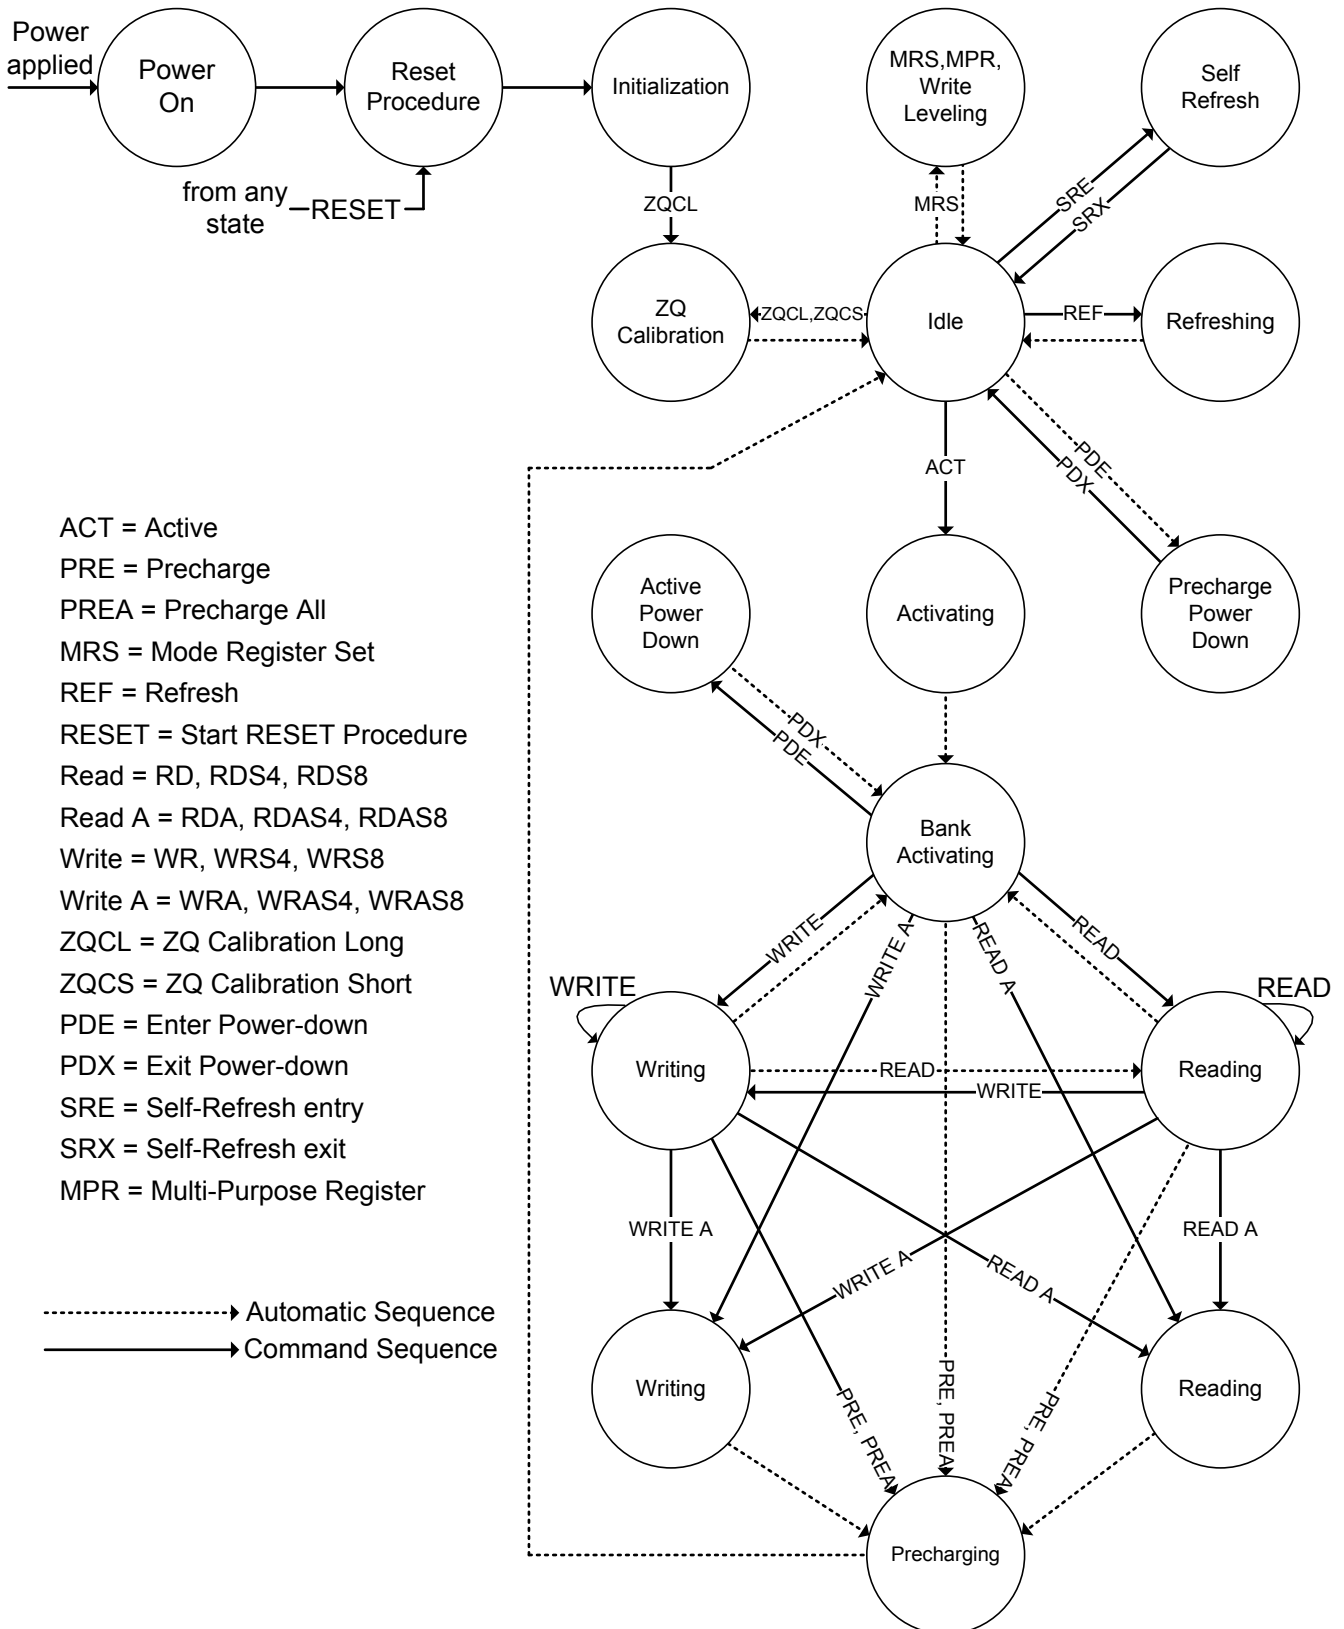 Power
applied
Power
On
Reset
Procedure
Initialization
MRS,MPR,
Write
Leveling
Self
Refresh
from any
state
RESET
ZQCL
MRS
SRE
SRX
ZQ
Calibration
ZQCL,ZQCS
Idle
REF
Refreshing
ACT
PDE
PDX
ACT = Active
PRE = Precharge
PREA = Precharge All
MRS = Mode Register Set
REF = Refresh
RESET = Start RESET Procedure
Read = RD, RDS4, RDS8
Read A = RDA, RDAS4, RDAS8
Write = WR, WRS4, WRS8
Write A = WRA, WRAS4, WRAS8
ZQCL = ZQ Calibration Long
ZQCS = ZQ Calibration Short
PDE = Enter Power-down
PDX = Exit Power-down
SRE = Self-Refresh entry
SRX = Self-Refresh exit
MPR = Multi-Purpose Register
Automatic Sequence
Command Sequence
Active
Power
Down
Activating
Precharge
Power
Down
PDX
PDE
Bank
Activating
WRITE
WRITE A
READ A
READ
WRITE
READ
Writing
READ
WRITE
Reading
WRITE A
READ A
WRITE A
READ A
Writing
PRE, PREA
PRE, PREA
PRE, PREA
Reading
Precharging